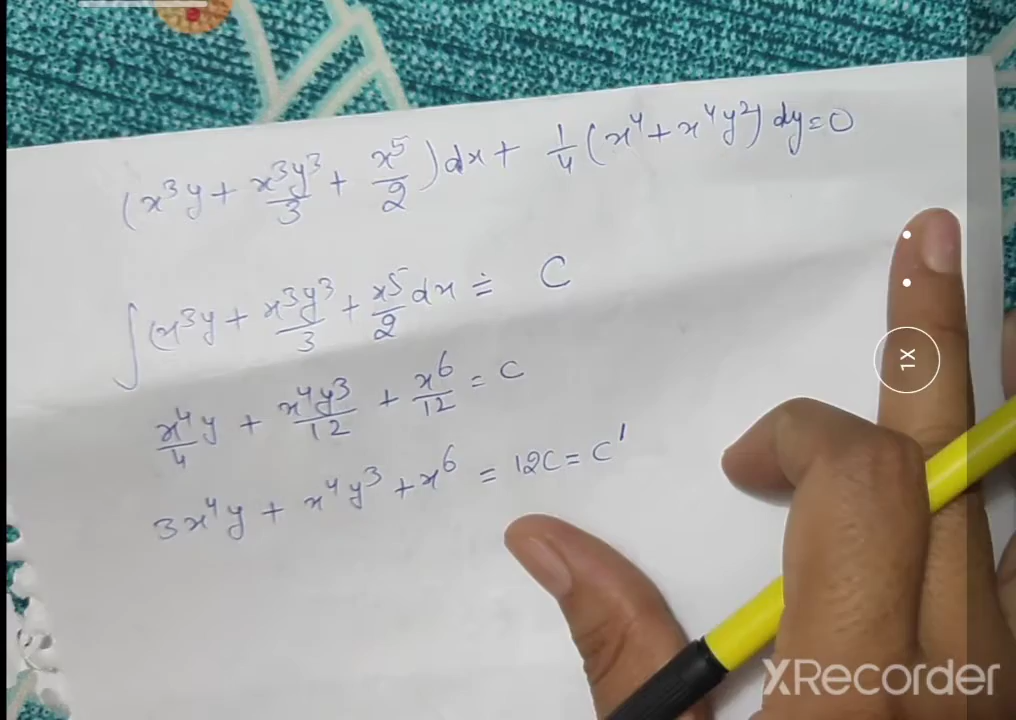 (x³y + x³y³/3 + x⁵/2)dx + 1/4(x⁴ + x⁴y²)dy = 0
∫(x³y + x³y³/3 + x⁵/2 dx = C
x⁴/4 y + x⁴y³/12 + x⁶/12 = C
3x⁴y + x⁴y³ + x⁶ = 12C = C'
1X
XRecorder